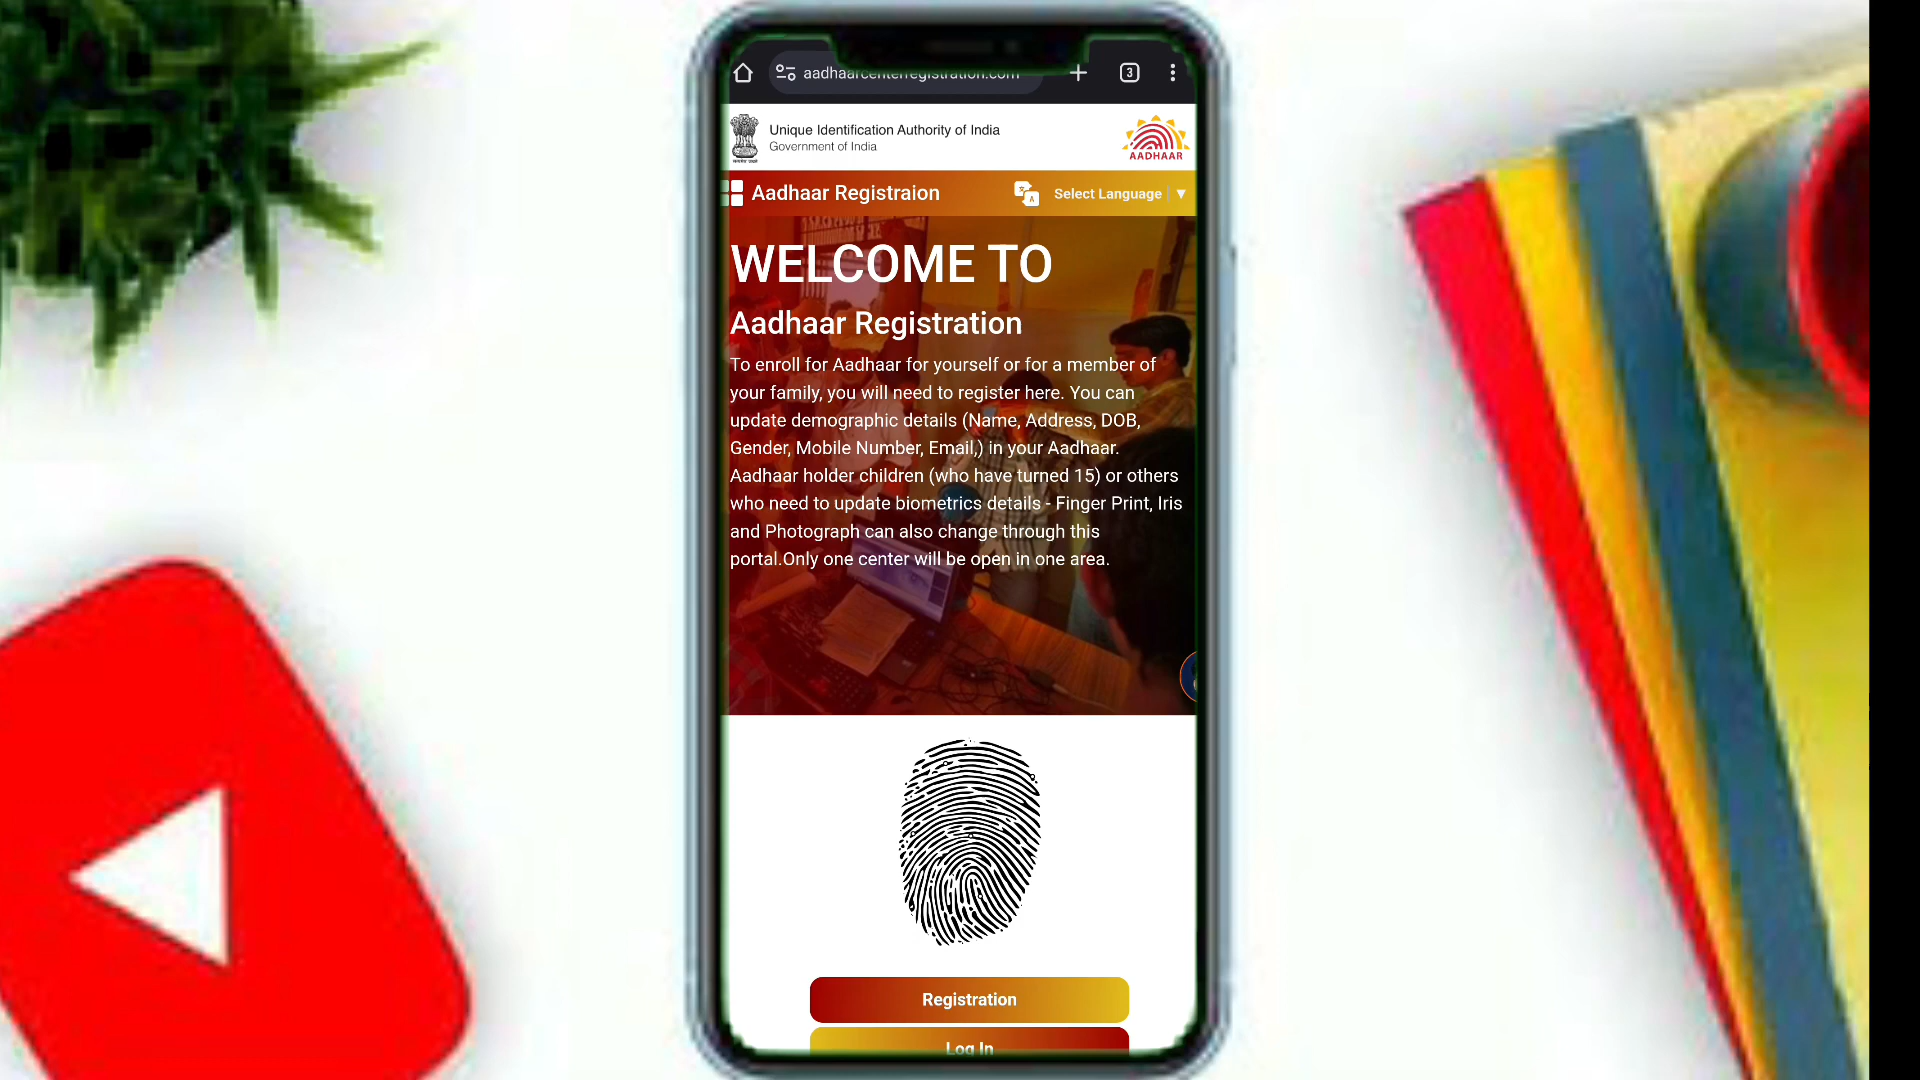 aadhaarcenterregistration.com
3
Unique Identification Authority of India
Government of India
AADHAAR
Aadhaar Registraion
Select Language ▼
WELCOME TO
Aadhaar Registration
To enroll for Aadhaar for yourself or for a member of
your family, you will need to register here. You can
update demographic details (Name, Address, DOB,
Gender, Mobile Number, Email,) in your Aadhaar.
Aadhaar holder children (who have turned 15) or others
who need to update biometrics details - Finger Print, Iris
and Photograph can also change through this
portal.Only one center will be open in one area.
Registration
Log In